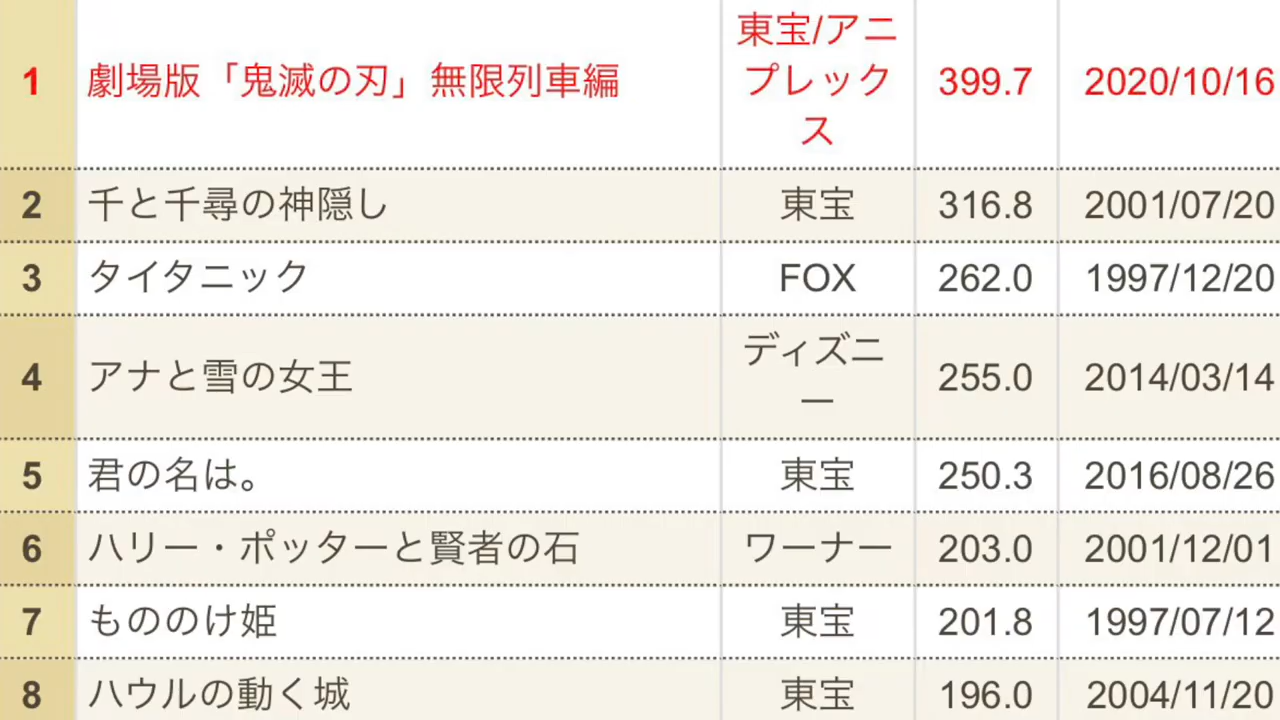 1 劇場版「鬼滅の刃」無限列車編 東宝/アニプレックス 399.7 2020/10/16
2 千と千尋の神隠し 東宝 316.8 2001/07/20
3 タイタニック FOX 262.0 1997/12/20
4 アナと雪の女王 ディズニー 255.0 2014/03/14
5 君の名は。 東宝 250.3 2016/08/26
6 ハリー・ポッターと賢者の石 ワーナー 203.0 2001/12/01
7 もののけ姫 東宝 201.8 1997/07/12
8 ハウルの動く城 東宝 196.0 2004/11/20